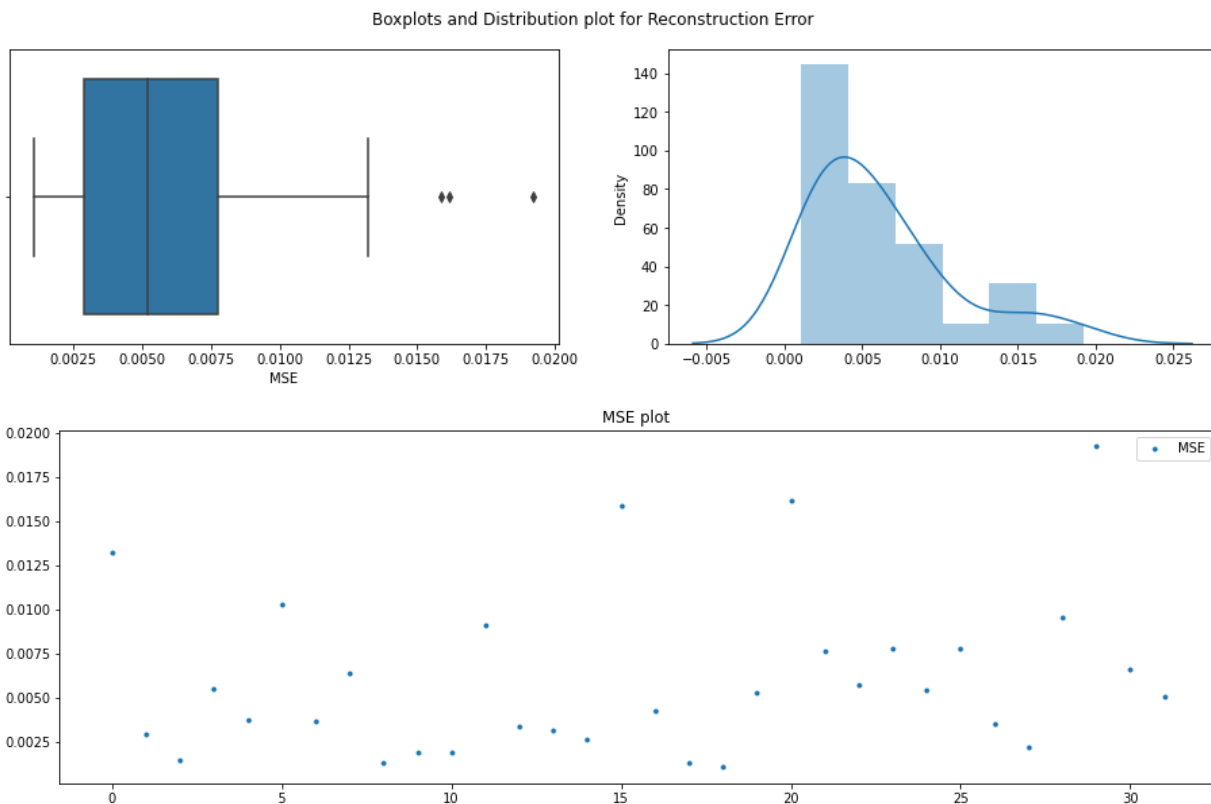 Boxplots and Distribution plot for Reconstruction Error
0.0025 0.0050 0.0075 0.0100 0.0125 0.0150 0.0175 0.0200
MSE
140
120
100
80
60
40
20
0
Density
−0.005 0.000 0.005 0.010 0.015 0.020 0.025
MSE plot
MSE
0.0200
0.0175
0.0150
0.0125
0.0100
0.0075
0.0050
0.0025
0 5 10 15 20 25 30